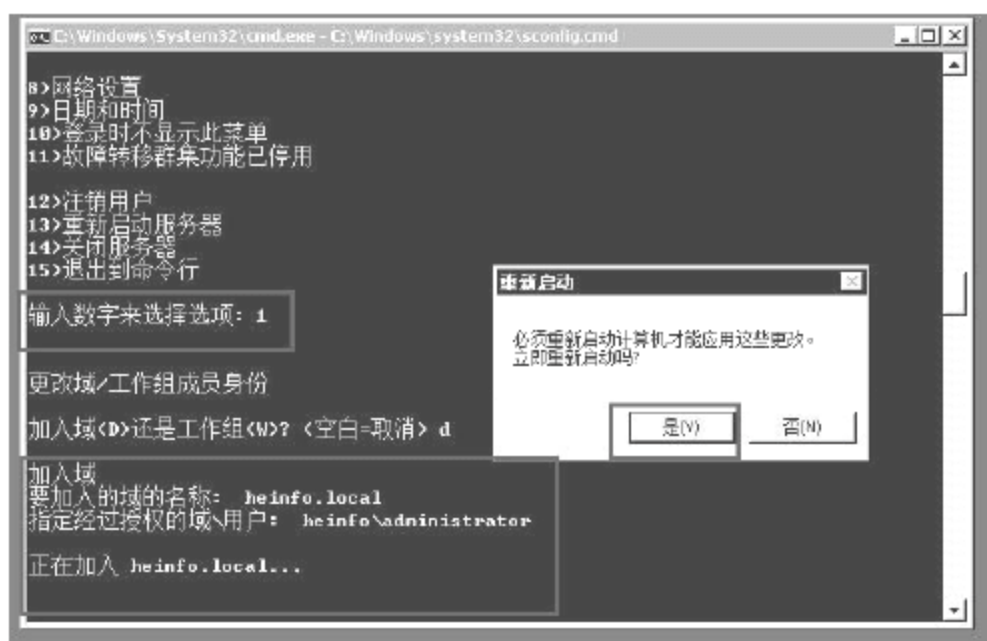 C:\Windows\System32\cmd.exe - C:\Windows\system32\sconfig.cmd
8>网络设置
9>日期和时间
10>登录时不显示此菜单
11>故障转移群集功能已停用
12>注销用户
13>重新启动服务器
14>关闭服务器
15>退出到命令行
输入数字来选择选项: 1
更改域/工作组成员身份
加入域<D>还是工作组<W>? <空白=取消> d
加入域
要加入的域的名称: heinfo.local
指定经过授权的域\用户: heinfo\administrator
正在加入 heinfo.local...
重新启动
必须重新启动计算机才能应用这些更改。
立即重新启动吗?
是(Y)
否(N)